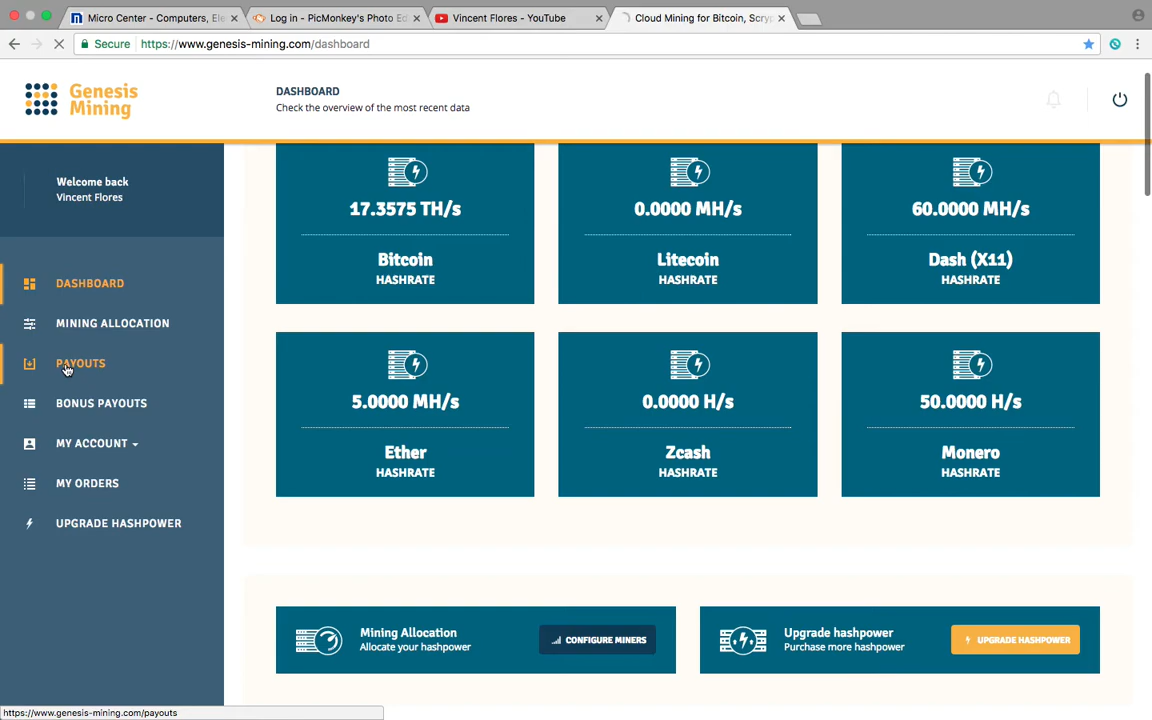 Micro Center - Computers, Ele
Log in - PicMonkey's Photo Ed
Vincent Flores - YouTube
Cloud Mining for Bitcoin, Scryp
Secure
https://www.genesis-mining.com/dashboard
Genesis
Mining
DASHBOARD
Check the overview of the most recent data
Welcome back
Vincent Flores
DASHBOARD
MINING ALLOCATION
PAYOUTS
BONUS PAYOUTS
MY ACCOUNT
MY ORDERS
UPGRADE HASHPOWER
17.3575 TH/s
Bitcoin
HASHRATE
0.0000 MH/s
Litecoin
HASHRATE
60.0000 MH/s
Dash (X11)
HASHRATE
5.0000 MH/s
Ether
HASHRATE
0.0000 H/s
Zcash
HASHRATE
50.0000 H/s
Monero
HASHRATE
Mining Allocation
Allocate your hashpower
CONFIGURE MINERS
Upgrade hashpower
Purchase more hashpower
UPGRADE HASHPOWER
https://www.genesis-mining.com/payouts